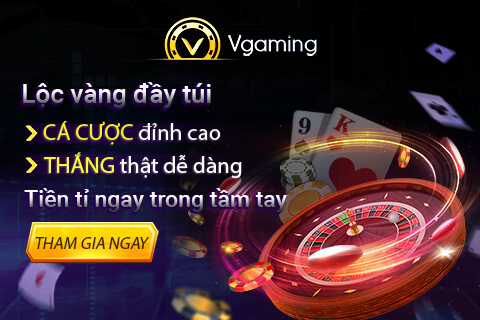 Vgaming
Lộc vàng đầy túi
CÁ CƯỢC đỉnh cao
THẮNG thật dễ dàng
Tiền tỉ ngay trong tầm tay
THAM GIA NGAY
9
K